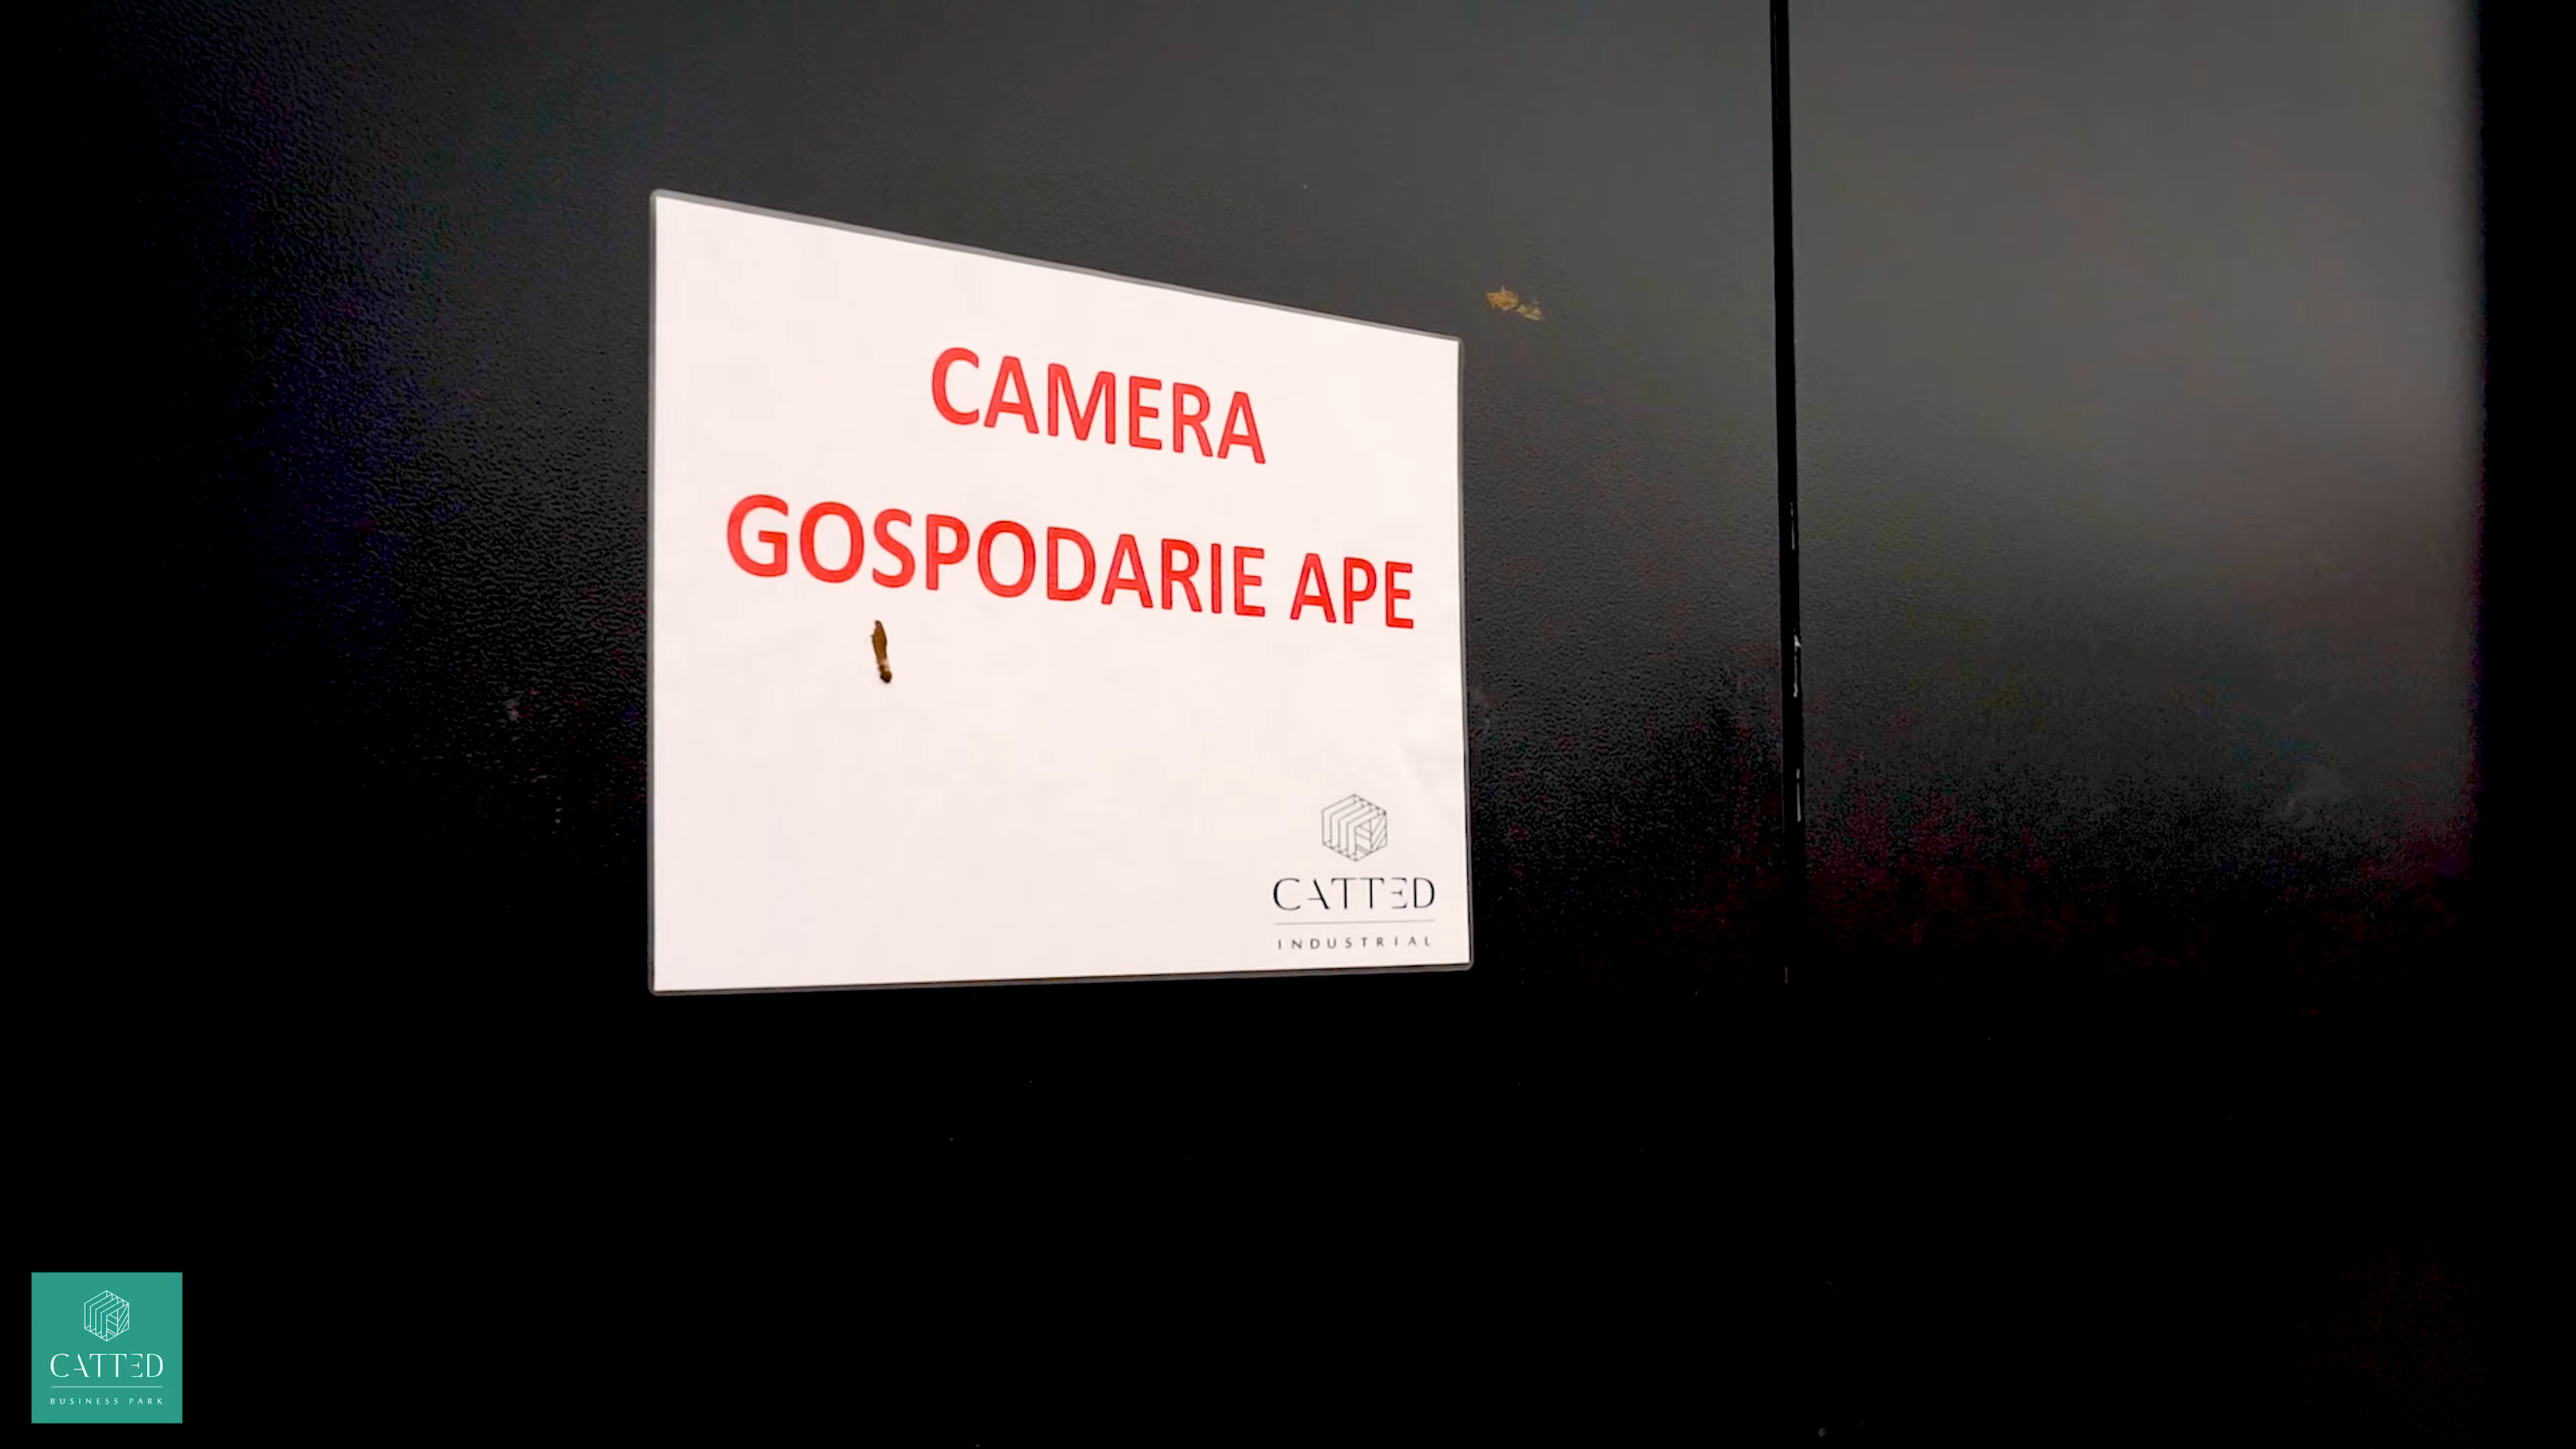 CAMERA
GOSPODARIE APE
CATTED
INDUSTRIAL
CATTED
BUSINESS PARK